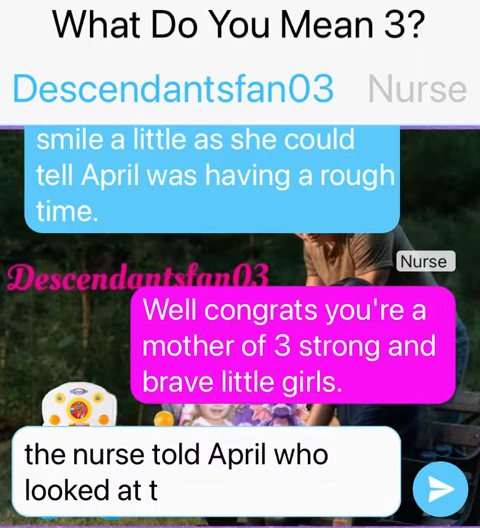 What Do You Mean 3?
Descendantsfan03 Nurse
smile a little as she could
tell April was having a rough
time.
Nurse
Descendantsfan03
Well congrats you're a
mother of 3 strong and
brave little girls.
the nurse told April who
looked at t